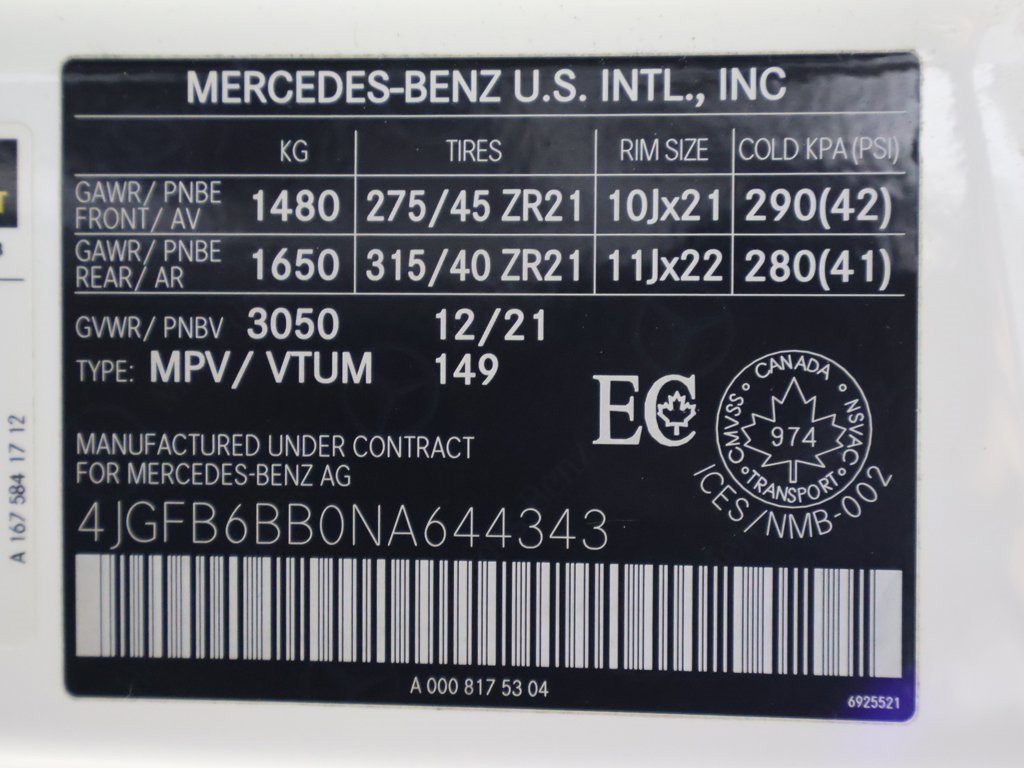 MERCEDES-BENZ U.S. INTL., INC
KG TIRES RIM SIZE COLD KPA (PSI)
GAWR/ PNBE FRONT/ AV 1480 275/45 ZR21 10Jx21 290(42)
GAWR/ PNBE REAR/ AR 1650 315/40 ZR21 11Jx22 280(41)
GVWR/ PNBV 3050 12/21
TYPE: MPV/ VTUM 149
EC
CANADA
CMVSS
974
NSVAC
TRANSPORT
ICES/NMB-002
MANUFACTURED UNDER CONTRACT
FOR MERCEDES-BENZ AG
4JGFB6BB0NA644343
A 000 817 53 04
6925521
A 167 584 17 12